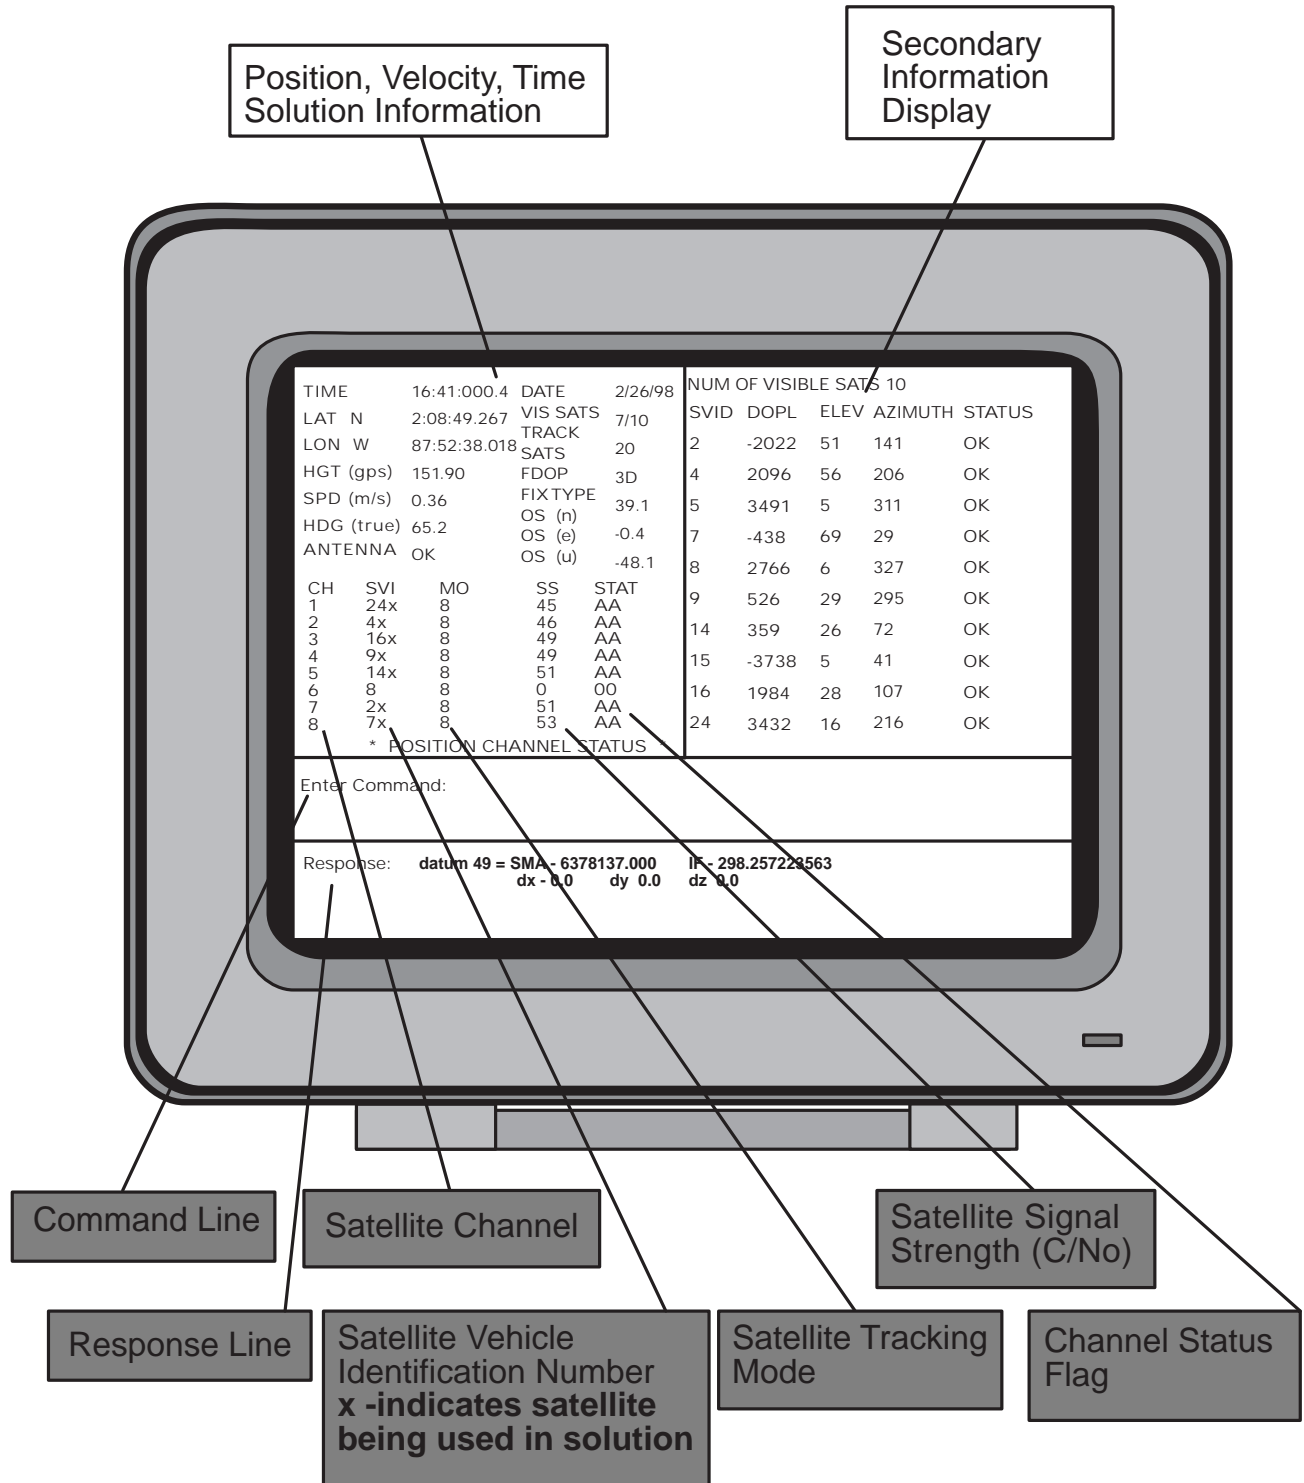 Position, Velocity, Time
Solution Information
Secondary
Information
Display
TIME 16:41:000.4 DATE 2/26/98
LAT N 2:08:49.267 VIS SATS 7/10
LON W 87:52:38.018 TRACK
SATS 20
HGT (gps) 151.90 FDOP 3D
SPD (m/s) 0.36 FIXTYPE 39.1
HDG (true) 65.2 OS (n)
OS (e) -0.4
ANTENNA OK OS (u) -48.1
CH SVI MO SS STAT
1 24x 8 45 AA
2 4x 8 46 AA
3 16x 8 49 AA
4 9x 8 49 AA
5 14x 8 51 AA
6 8 8 0 00
7 2x 8 51 AA
8 7x 8 53 AA
* POSITION CHANNEL STATUS *
NUM OF VISIBLE SATS 10
SVID DOPL ELEV AZIMUTH STATUS
2 -2022 51 141 OK
4 2096 56 206 OK
5 3491 5 311 OK
7 -438 69 29 OK
8 2766 6 327 OK
9 526 29 295 OK
14 359 26 72 OK
15 -3738 5 41 OK
16 1984 28 107 OK
24 3432 16 216 OK
Enter Command:
Response: datum 49 = SMA - 6378137.000 IF - 298.257223563
dx - 0.0 dy 0.0 dz 0.0
Command Line
Satellite Channel
Satellite Signal
Strength (C/No)
Response Line
Satellite Vehicle
Identification Number
x -indicates satellite
being used in solution
Satellite Tracking
Mode
Channel Status
Flag